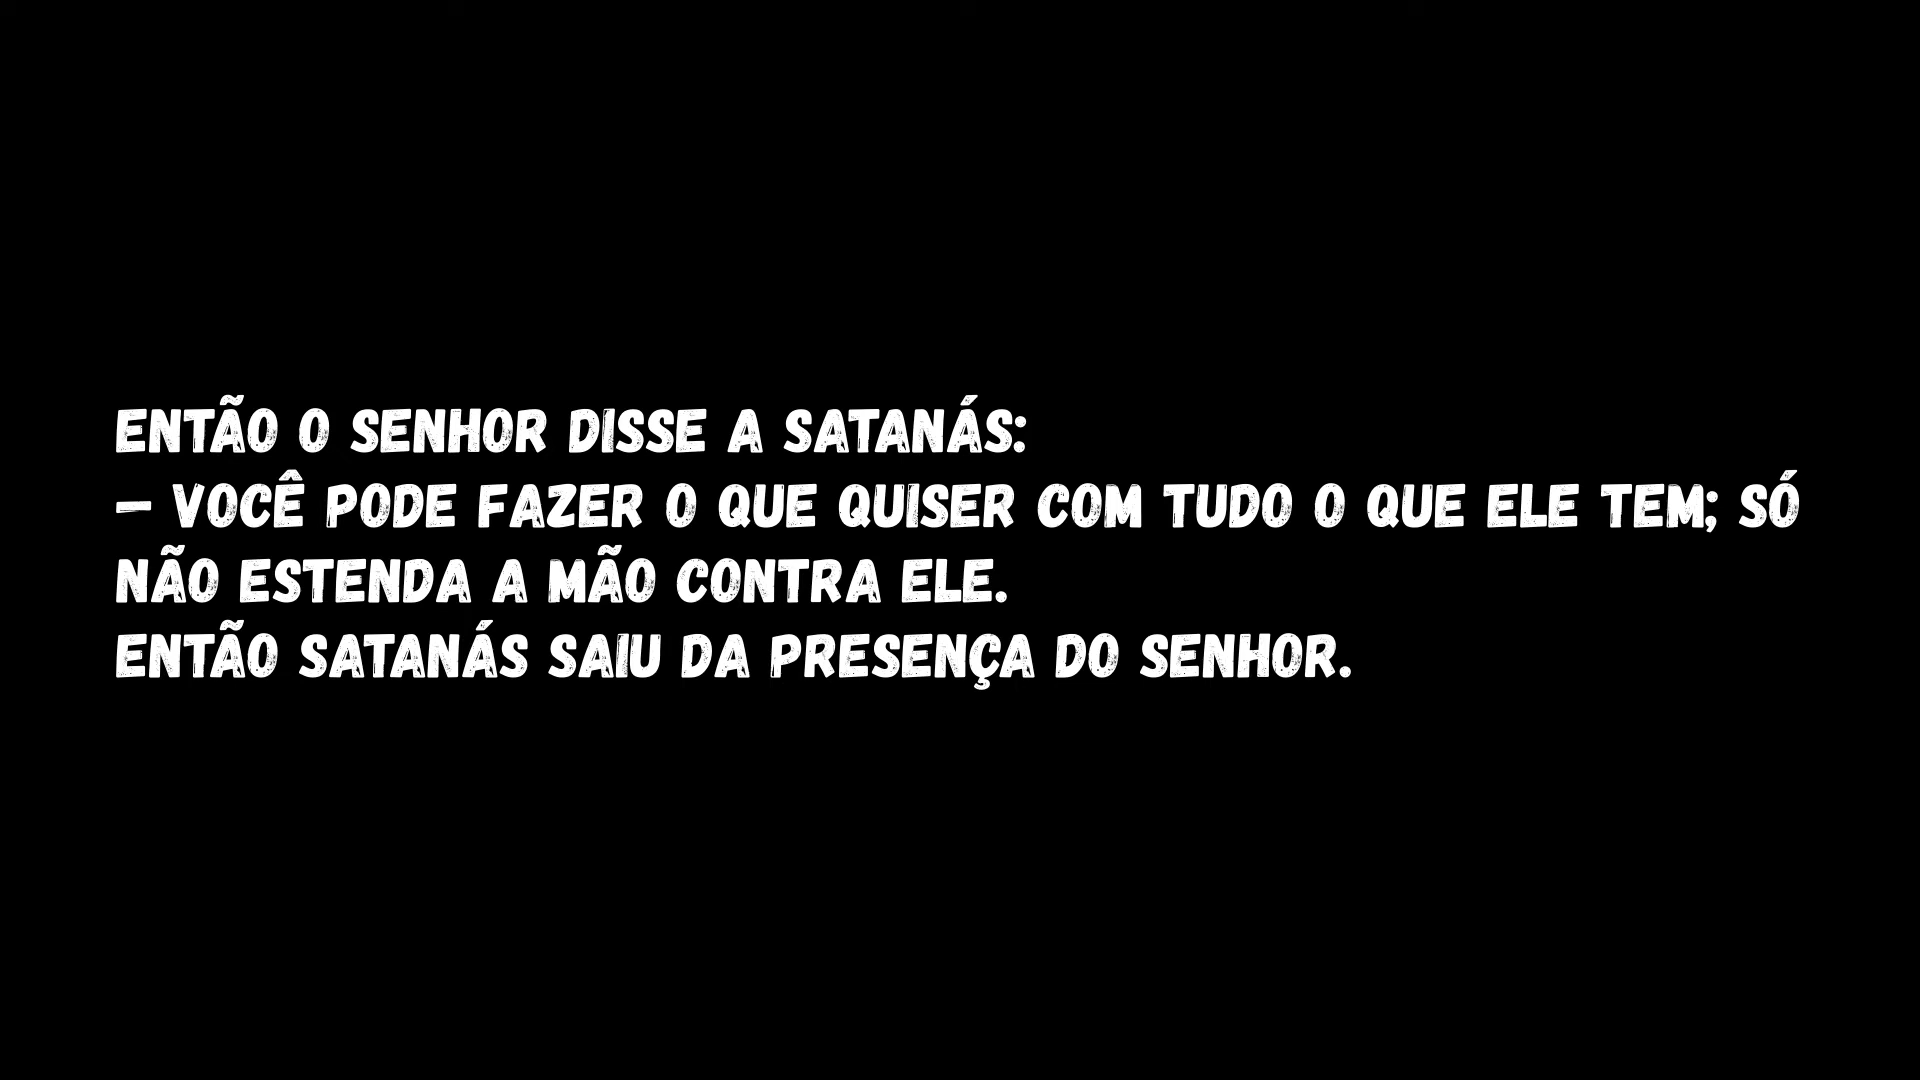 ENTÃO O SENHOR DISSE A SATANÁS:
— VOCÊ PODE FAZER O QUE QUISER COM TUDO O QUE ELE TEM; SÓ
NÃO ESTENDA A MÃO CONTRA ELE.
ENTÃO SATANÁS SAIU DA PRESENÇA DO SENHOR.